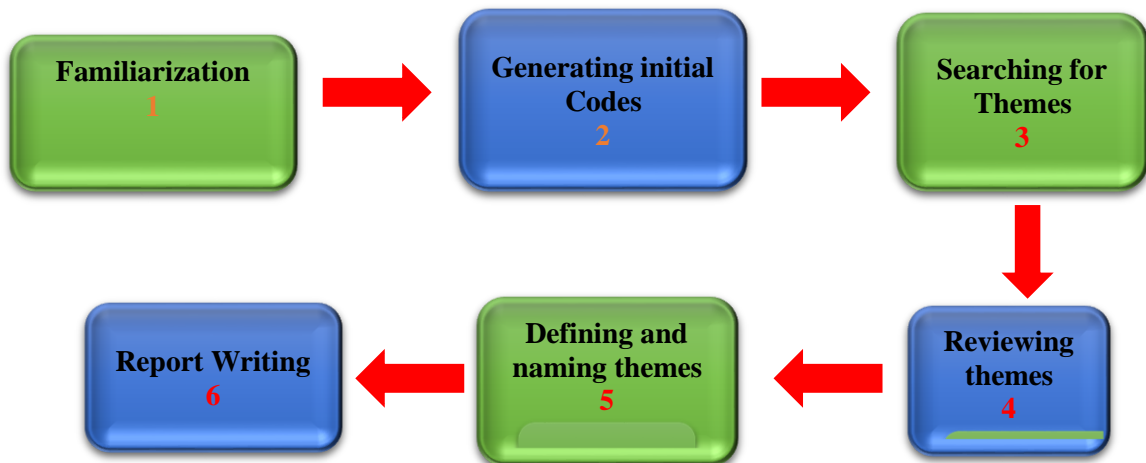 Familiarization
1
Generating initial
Codes
2
Searching for
Themes
3
Reviewing
themes
4
Defining and
naming themes
5
Report Writing
6